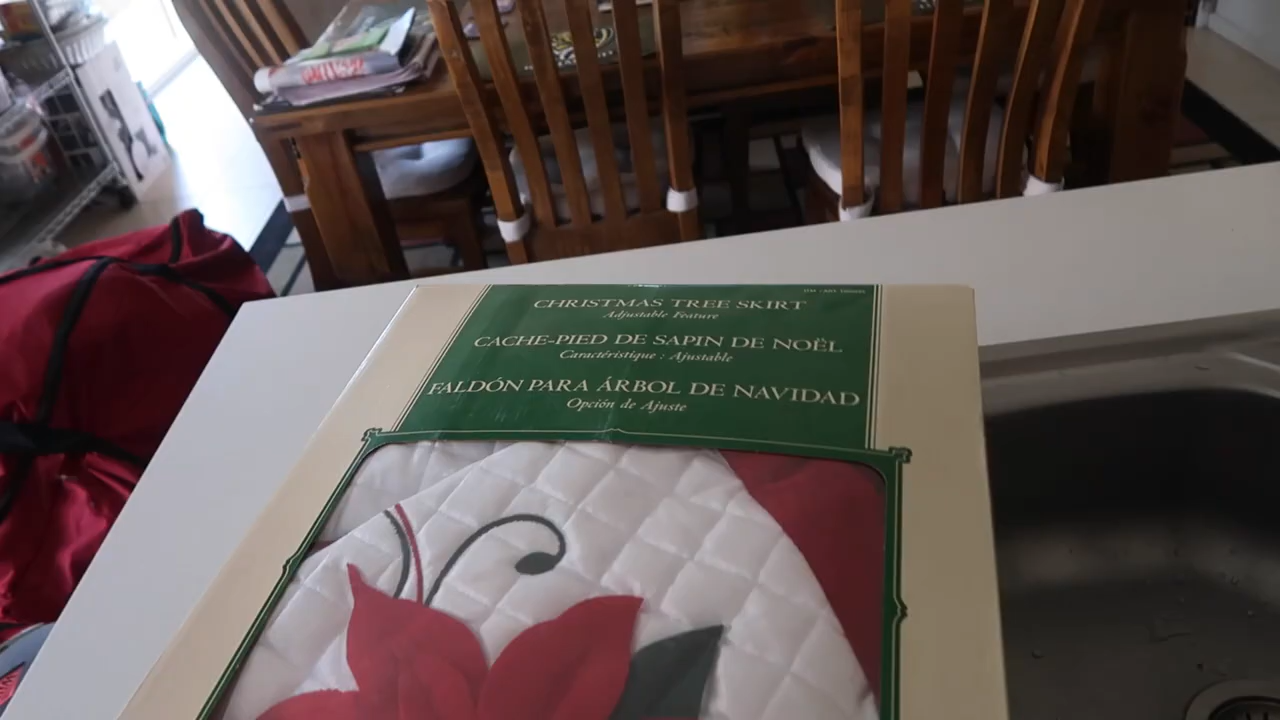 CHRISTMAS TREE SKIRT
Adjustable Feature
CACHE-PIED DE SAPIN DE NOËL
Caractéristique : Ajustable
FALDÓN PARA ÁRBOL DE NAVIDAD
Opción de Ajuste